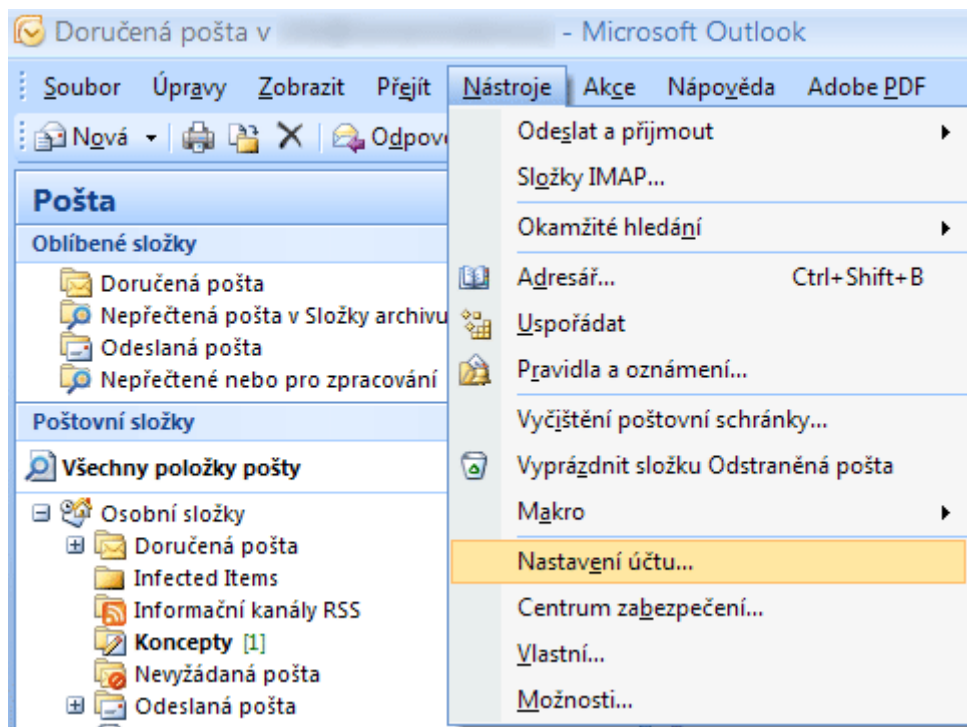 Doručená pošta v - Microsoft Outlook
Soubor Úpravy Zobrazit Přejít Nástroje Akce Nápověda Adobe PDF
Nová Odpov
Pošta
Oblíbené složky
Doručená pošta
Nepřečtená pošta v Složky archivu
Odeslaná pošta
Nepřečtené nebo pro zpracování
Poštovní složky
Všechny položky pošty
Osobní složky
Doručená pošta
Infected Items
Informační kanály RSS
Koncepty [1]
Nevyžádaná pošta
Odeslaná pošta
Odeslat a přijmout
Složky IMAP...
Okamžité hledání
Adresář... Ctrl+Shift+B
Uspořádat
Pravidla a oznámení...
Vyčištění poštovní schránky...
Vyprázdnit složku Odstraněná pošta
Makro
Nastavení účtu...
Centrum zabezpečení...
Vlastní...
Možnosti...